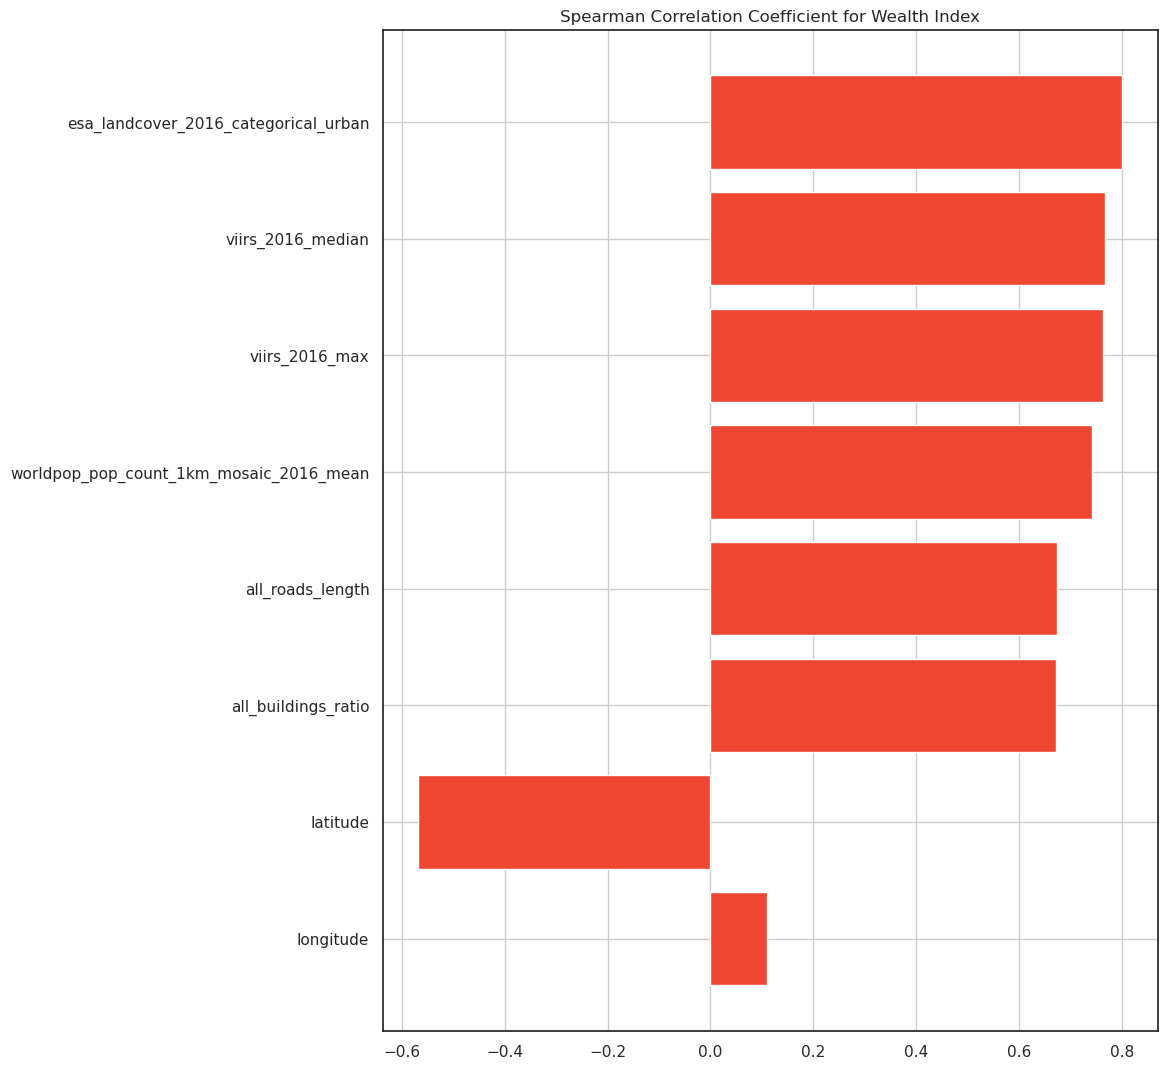 Spearman Correlation Coefficient for Wealth Index
esa_landcover_2016_categorical_urban
viirs_2016_median
viirs_2016_max
worldpop_pop_count_1km_mosaic_2016_mean
all_roads_length
all_buildings_ratio
latitude
longitude
−0.6 −0.4 −0.2 0.0 0.2 0.4 0.6 0.8